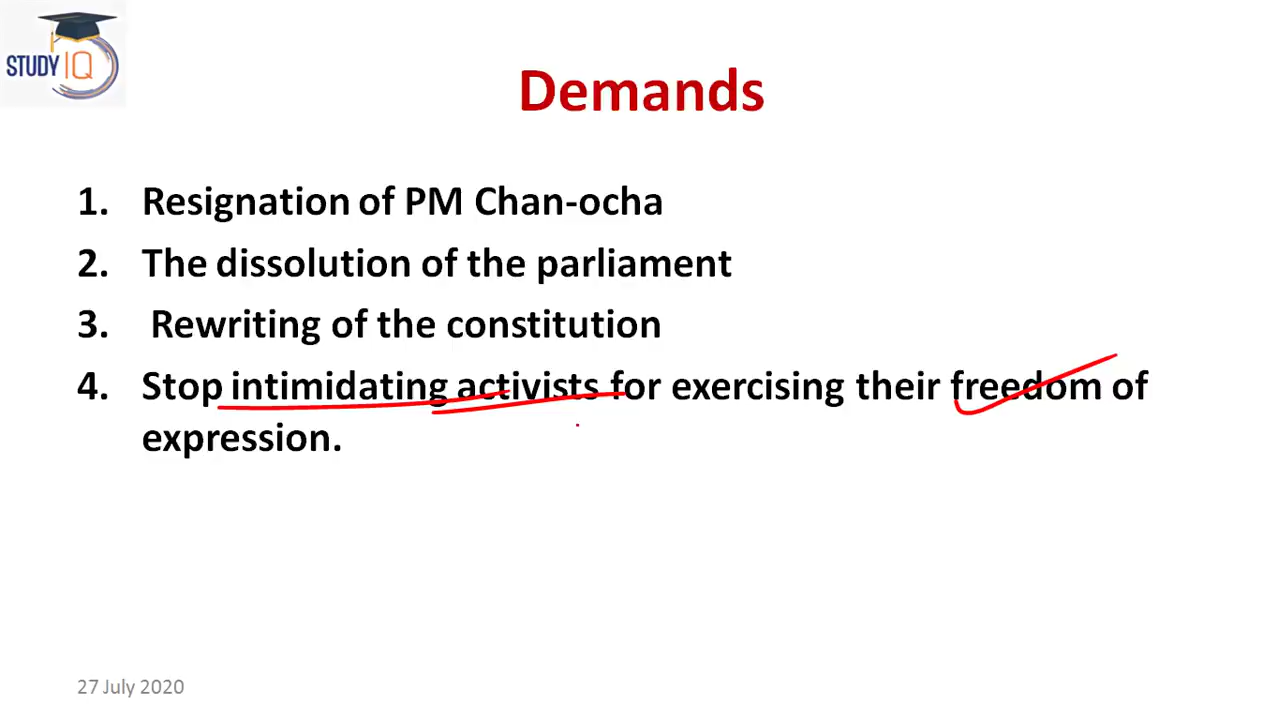 STUDY IQ
Demands
1. Resignation of PM Chan-ocha
2. The dissolution of the parliament
3. Rewriting of the constitution
4. Stop intimidating activists for exercising their freedom of
expression.
27 July 2020